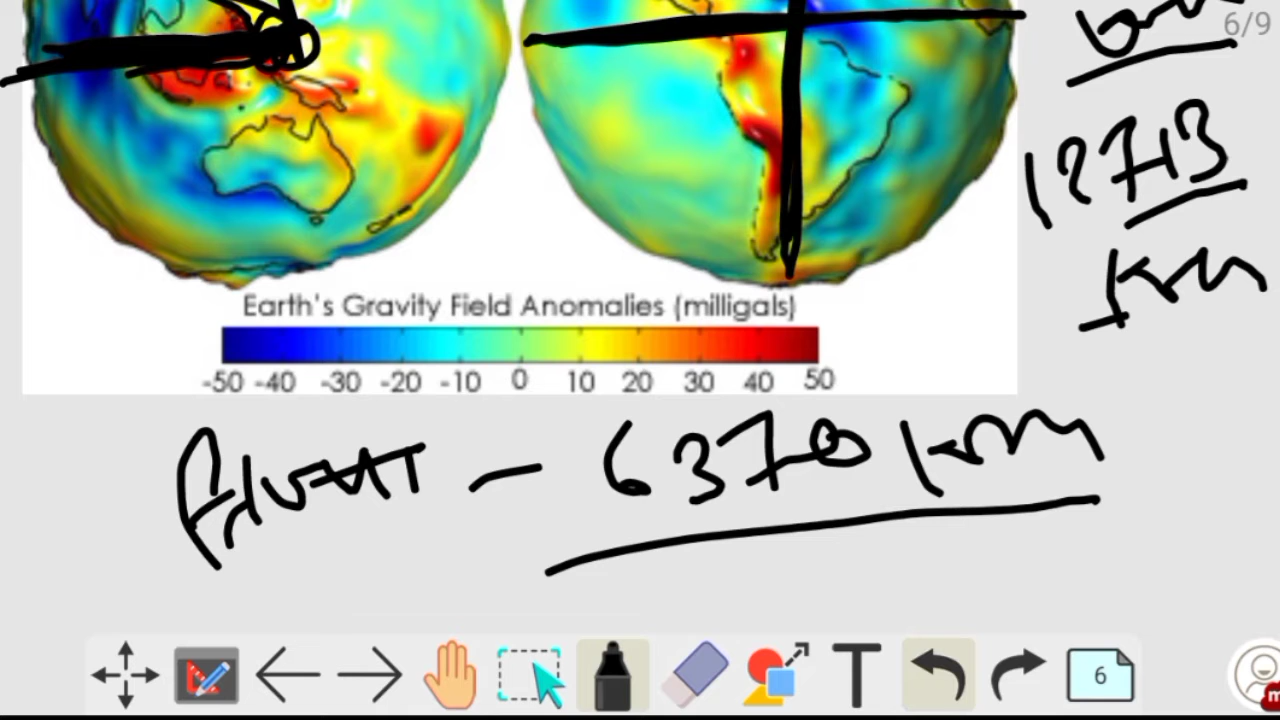 6/9
12713
km
Earth's Gravity Field Anomalies (milligals)
-50 -40 -30 -20 -10 0 10 20 30 40 50
- 6370 km
T
6